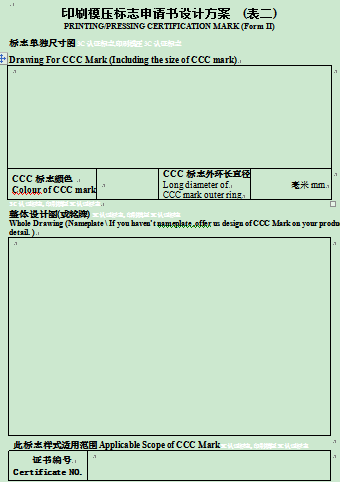 印刷模压标志申请书设计方案 (表二)
PRINTING/PRESSING CERTIFICATION MARK (Form II)
标志单独尺寸图
Drawing For CCC Mark (Including the size of CCC mark)
CCC 标志颜色
Colour of CCC mark
CCC 标志外环长直径
Long diameter of
CCC mark outer ring
毫米 mm
整体设计图(或铭牌)
Whole Drawing (Nameplate \ If you haven't nameplate ,offer us design of CCC Mark on your produ
detail. )
此标志样式适用范围 Applicable Scope of CCC Mark
证书编号
Certificate NO.